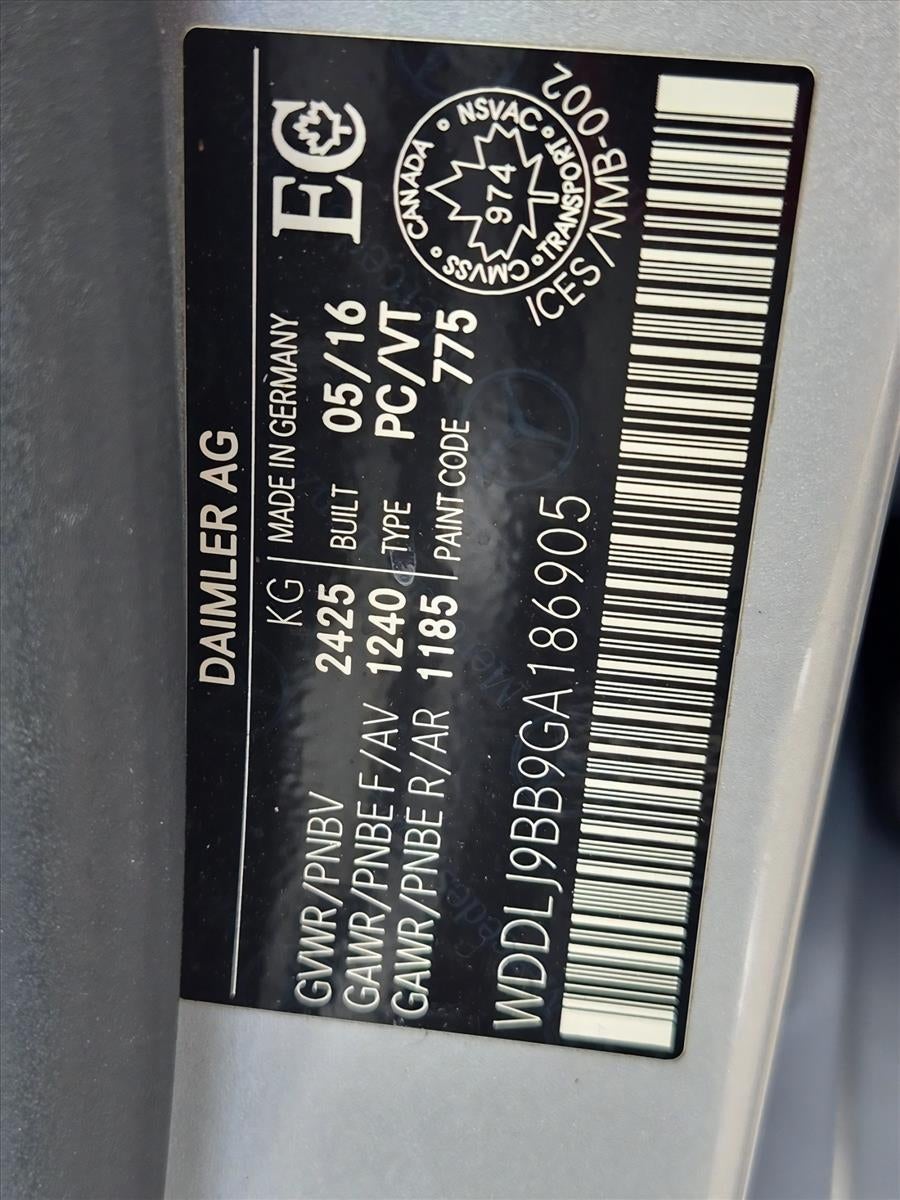 DAIMLER AG
KG | MADE IN GERMANY
GVWR/PNBV 2425 BUILT 05/16
GAWR/PNBE F/AV 1240 TYPE PC/VT
GAWR/PNBE R/AR 1185 | PAINT CODE 775
EC
CANADA • NSVAC • TRANSPORT • CMVSS •
974
/CES/NMB-002
WDDLJ9BB9GA186905